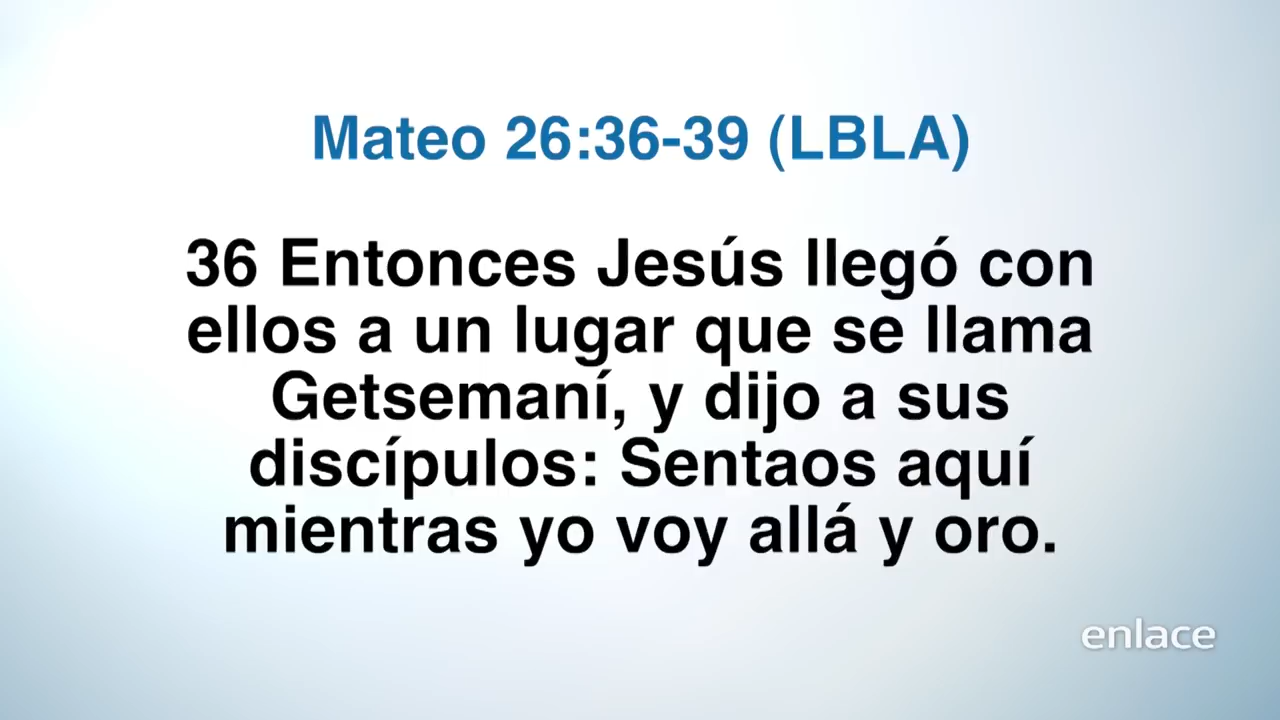 Mateo 26:36-39 (LBLA)
36 Entonces Jesús llegó con
ellos a un lugar que se llama
Getsemaní, y dijo a sus
discípulos: Sentaos aquí
mientras yo voy allá y oro.
enlace